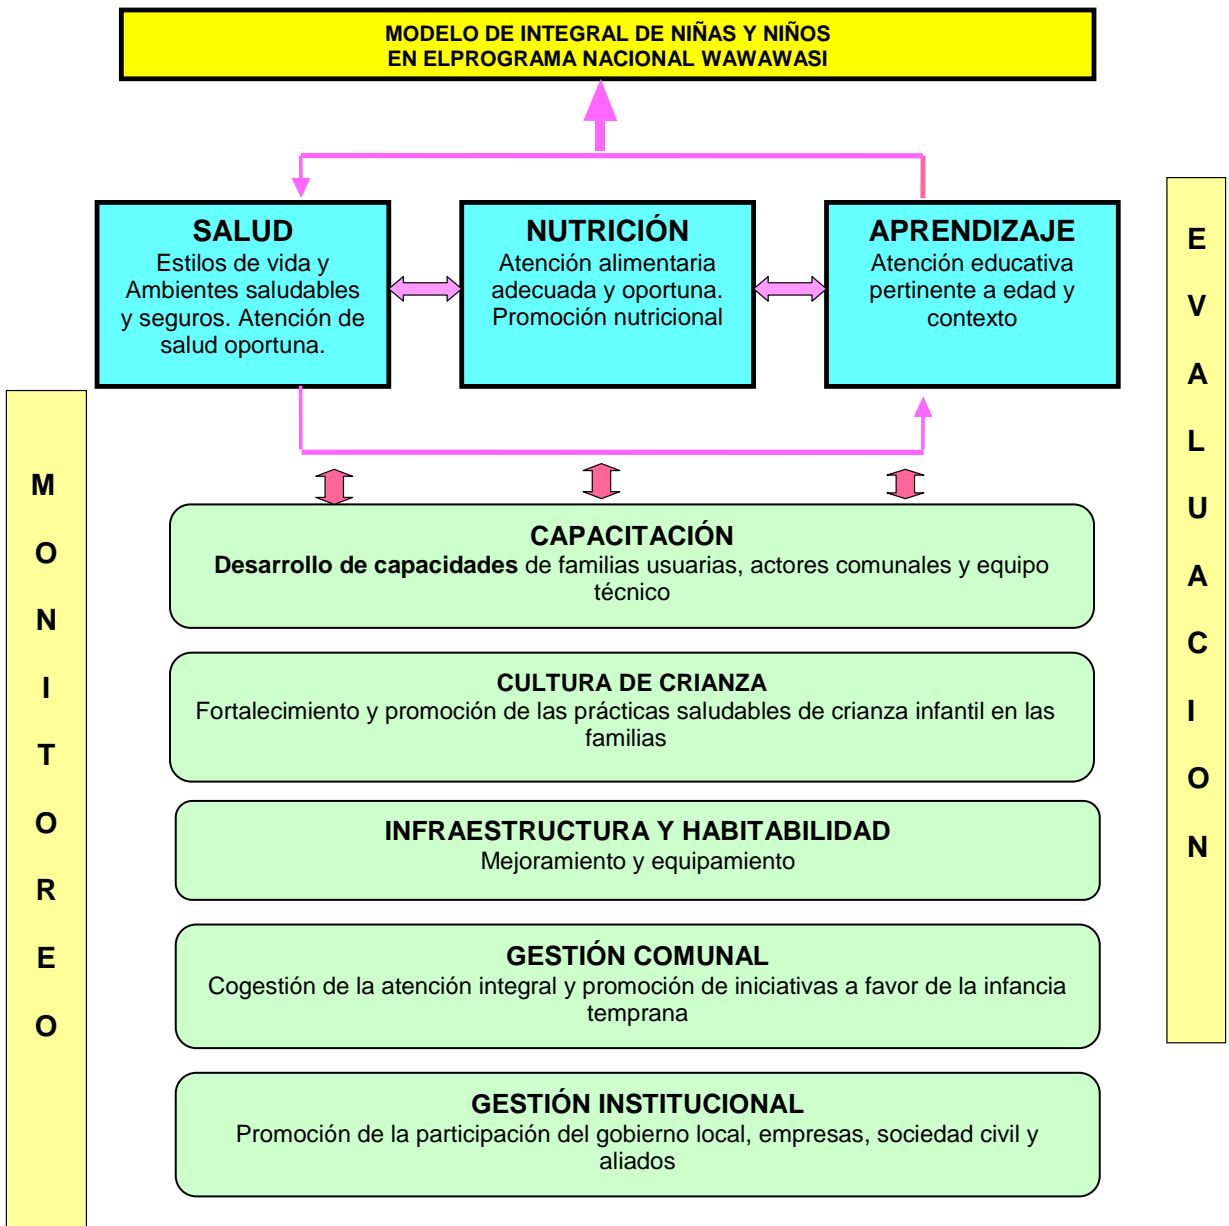 MODELO DE INTEGRAL DE NIÑAS Y NIÑOS
EN ELPROGRAMA NACIONAL WAWAWASI
SALUD
Estilos de vida y
Ambientes saludables
y seguros. Atención de
salud oportuna.
NUTRICIÓN
Atención alimentaria
adecuada y oportuna.
Promoción nutricional
APRENDIZAJE
Atención educativa
pertinente a edad y
contexto
M
O
N
I
T
O
R
E
O
CAPACITACIÓN
Desarrollo de capacidades de familias usuarias, actores comunales y equipo
técnico
CULTURA DE CRIANZA
Fortalecimiento y promoción de las prácticas saludables de crianza infantil en las
familias
INFRAESTRUCTURA Y HABITABILIDAD
Mejoramiento y equipamiento
GESTIÓN COMUNAL
Cogestión de la atención integral y promoción de iniciativas a favor de la infancia
temprana
GESTIÓN INSTITUCIONAL
Promoción de la participación del gobierno local, empresas, sociedad civil y
aliados
E
V
A
L
U
A
C
I
O
N